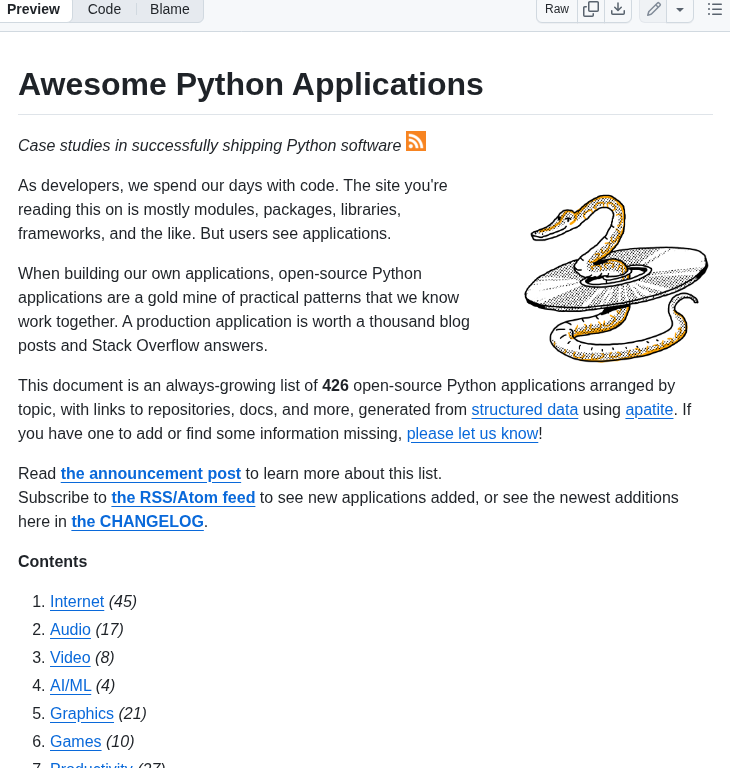 Preview Code Blame Raw
Awesome Python Applications
Case studies in successfully shipping Python software
As developers, we spend our days with code. The site you're
reading this on is mostly modules, packages, libraries,
frameworks, and the like. But users see applications.
When building our own applications, open-source Python
applications are a gold mine of practical patterns that we know
work together. A production application is worth a thousand blog
posts and Stack Overflow answers.
This document is an always-growing list of 426 open-source Python applications arranged by
topic, with links to repositories, docs, and more, generated from structured data using apatite. If
you have one to add or find some information missing, please let us know!
Read the announcement post to learn more about this list.
Subscribe to the RSS/Atom feed to see new applications added, or see the newest additions
here in the CHANGELOG.
Contents
1. Internet (45)
2. Audio (17)
3. Video (8)
4. AI/ML (4)
5. Graphics (21)
6. Games (10)
7. Productivity (27)